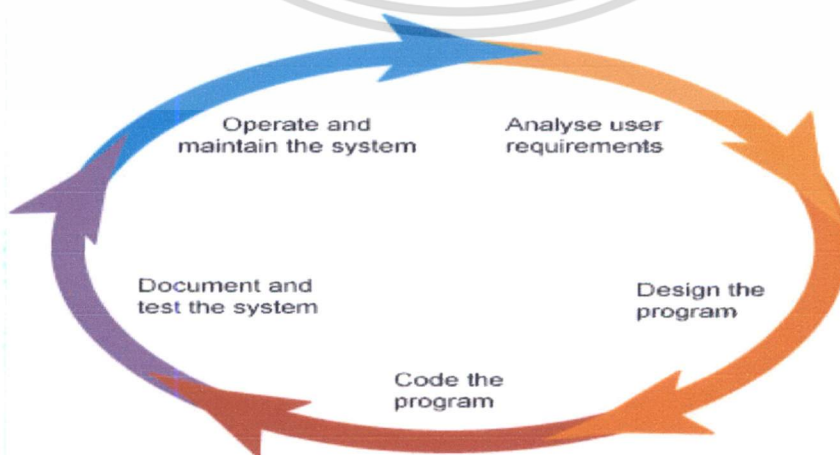 Operate and
maintain the system
Analyse user
requirements
Design the
program
Code the
program
Document and
test the system